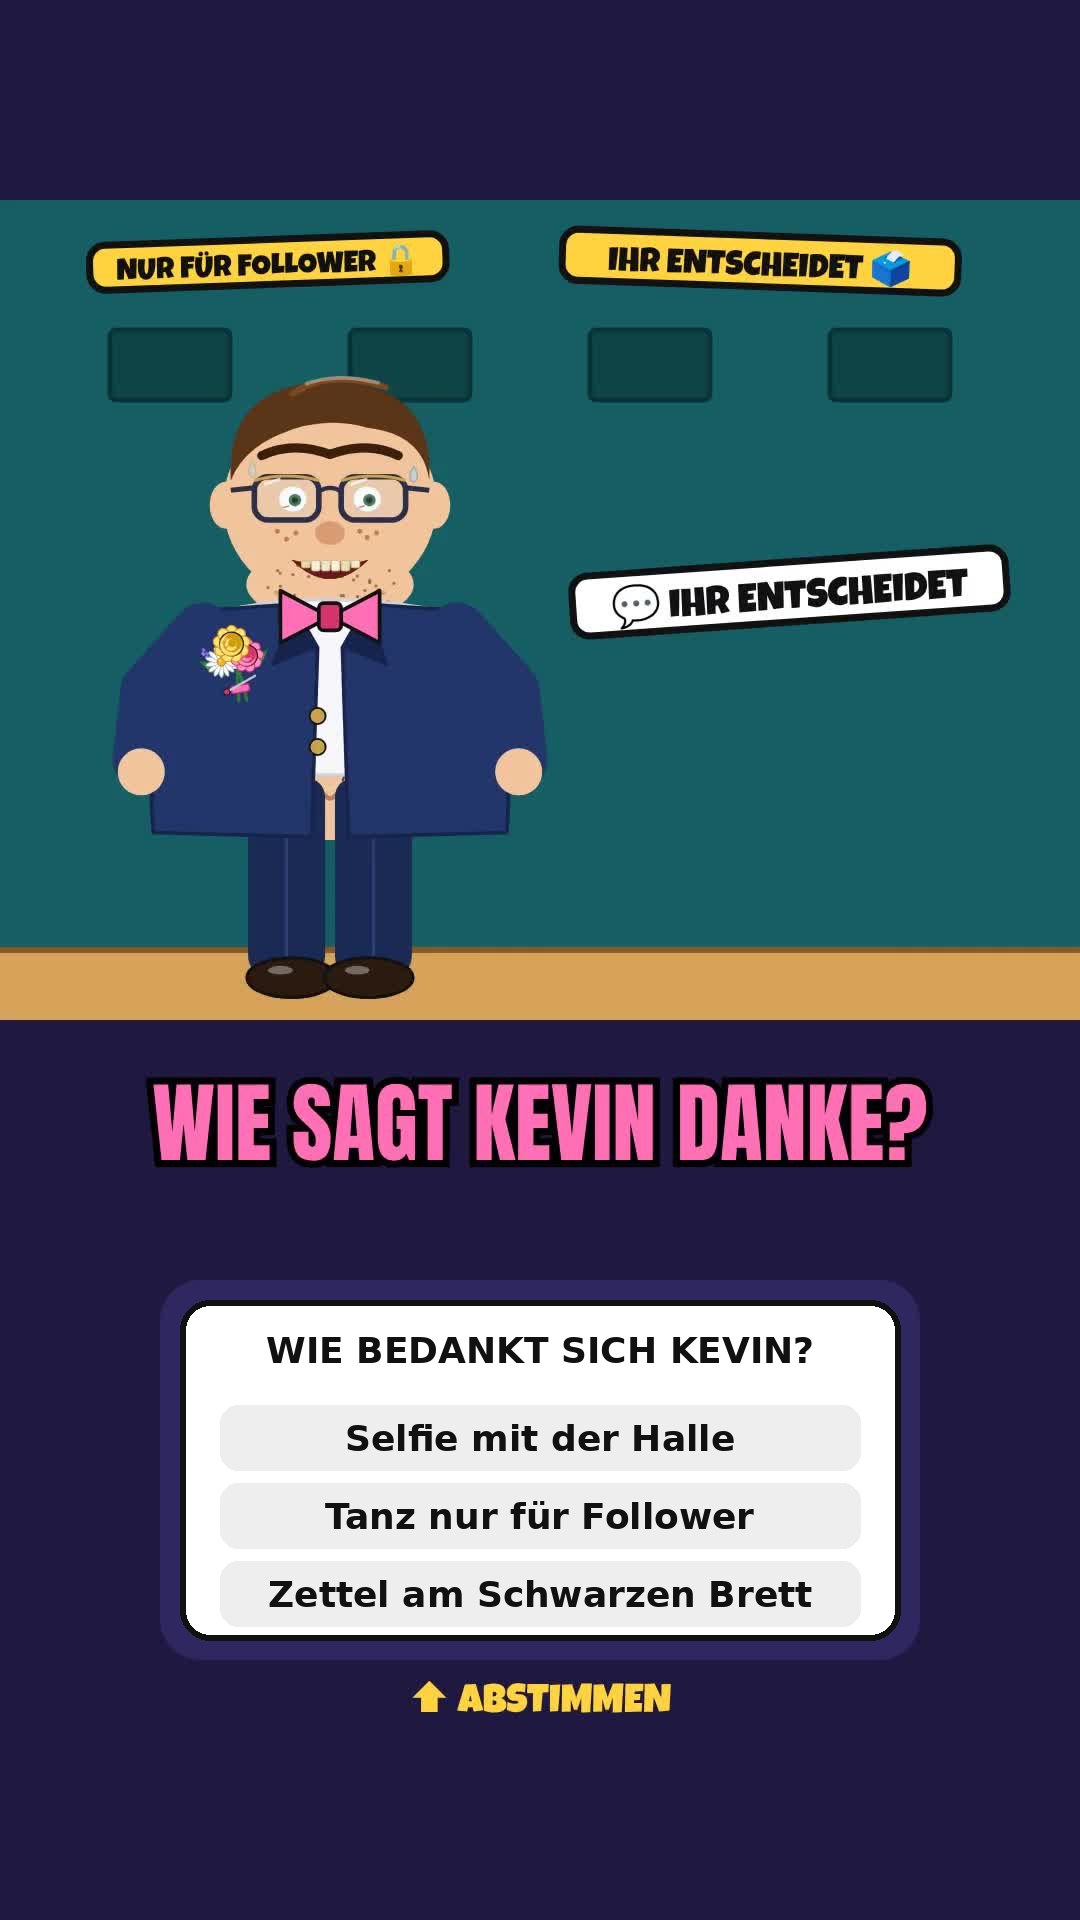 NUR FÜR FOLLOWER 🔒
IHR ENTSCHEIDET 🗳️
💬 IHR ENTSCHEIDET
WIE SAGT KEVIN DANKE?
WIE BEDANKT SICH KEVIN?
Selfie mit der Halle
Tanz nur für Follower
Zettel am Schwarzen Brett
⬆ ABSTIMMEN